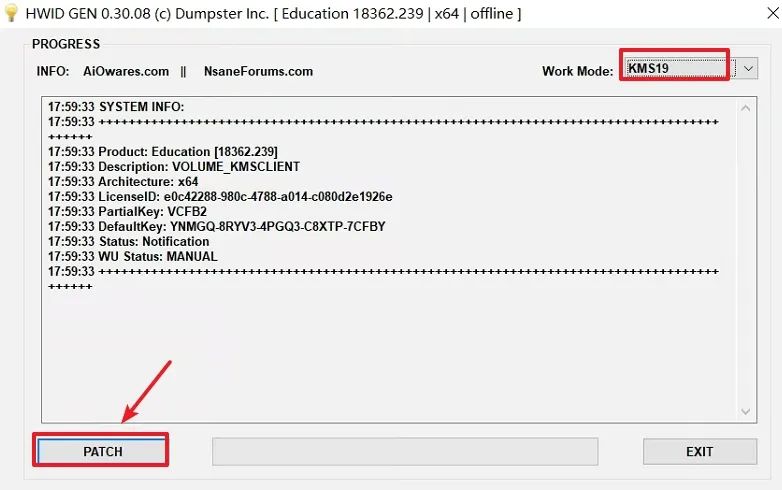 HWID GEN 0.30.08 (c) Dumpster Inc. [ Education 18362.239 | x64 | offline ]
PROGRESS
INFO: AiOwares.com || NsaneForums.com
Work Mode: KMS19
17:59:33 SYSTEM INFO:
17:59:33 ++++++++++++++++++++++++++++++++++++++++++++++++++++++++++++++++++++++++++++++++++++++
++++++
17:59:33 Product: Education [18362.239]
17:59:33 Description: VOLUME_KMSCLIENT
17:59:33 Architecture: x64
17:59:33 LicenseID: e0c42288-980c-4788-a014-c080d2e1926e
17:59:33 PartialKey: VCFB2
17:59:33 DefaultKey: YNMGQ-8RYV3-4PGQ3-C8XTP-7CFBY
17:59:33 Status: Notification
17:59:33 WU Status: MANUAL
17:59:33 ++++++++++++++++++++++++++++++++++++++++++++++++++++++++++++++++++++++++++++++++++++++
++++++
PATCH
EXIT